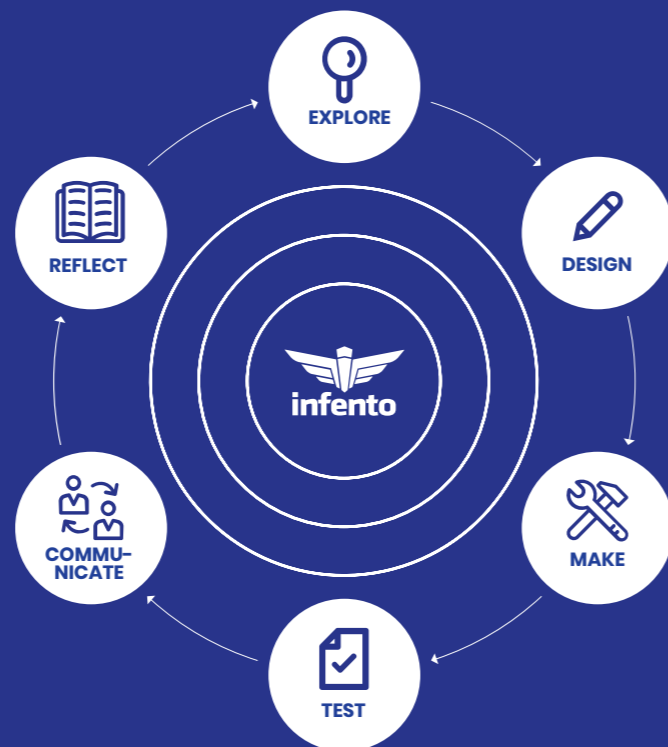 EXPLORE
DESIGN
MAKE
TEST
COMMU-
NICATE
REFLECT
infento